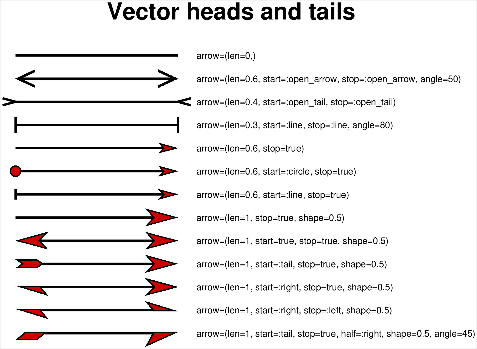 Vector heads and tails
arrow=(len=0,)
arrow=(len=0.6, start=:open_arrow, stop=:open_arrow, angle=50)
arrow=(len=0.4, start=:open_tail, stop=:open_tail)
arrow=(len=0.3, start=:line, stop=:line, angle=80)
arrow=(len=0.6, stop=true)
arrow=(len=0.6, start=:circle, stop=true)
arrow=(len=0.6, start=:line, stop=true)
arrow=(len=1, stop=true, shape=0.5)
arrow=(len=1, start=true, stop=true, shape=0.5)
arrow=(len=1, start=:tail, stop=true, shape=0.5)
arrow=(len=1, start=:right, stop=true, shape=0.5)
arrow=(len=1, start=:right, stop=:left, shape=0.5)
arrow=(len=1, start=:tail, stop=true, half=:right, shape=0.5, angle=45)